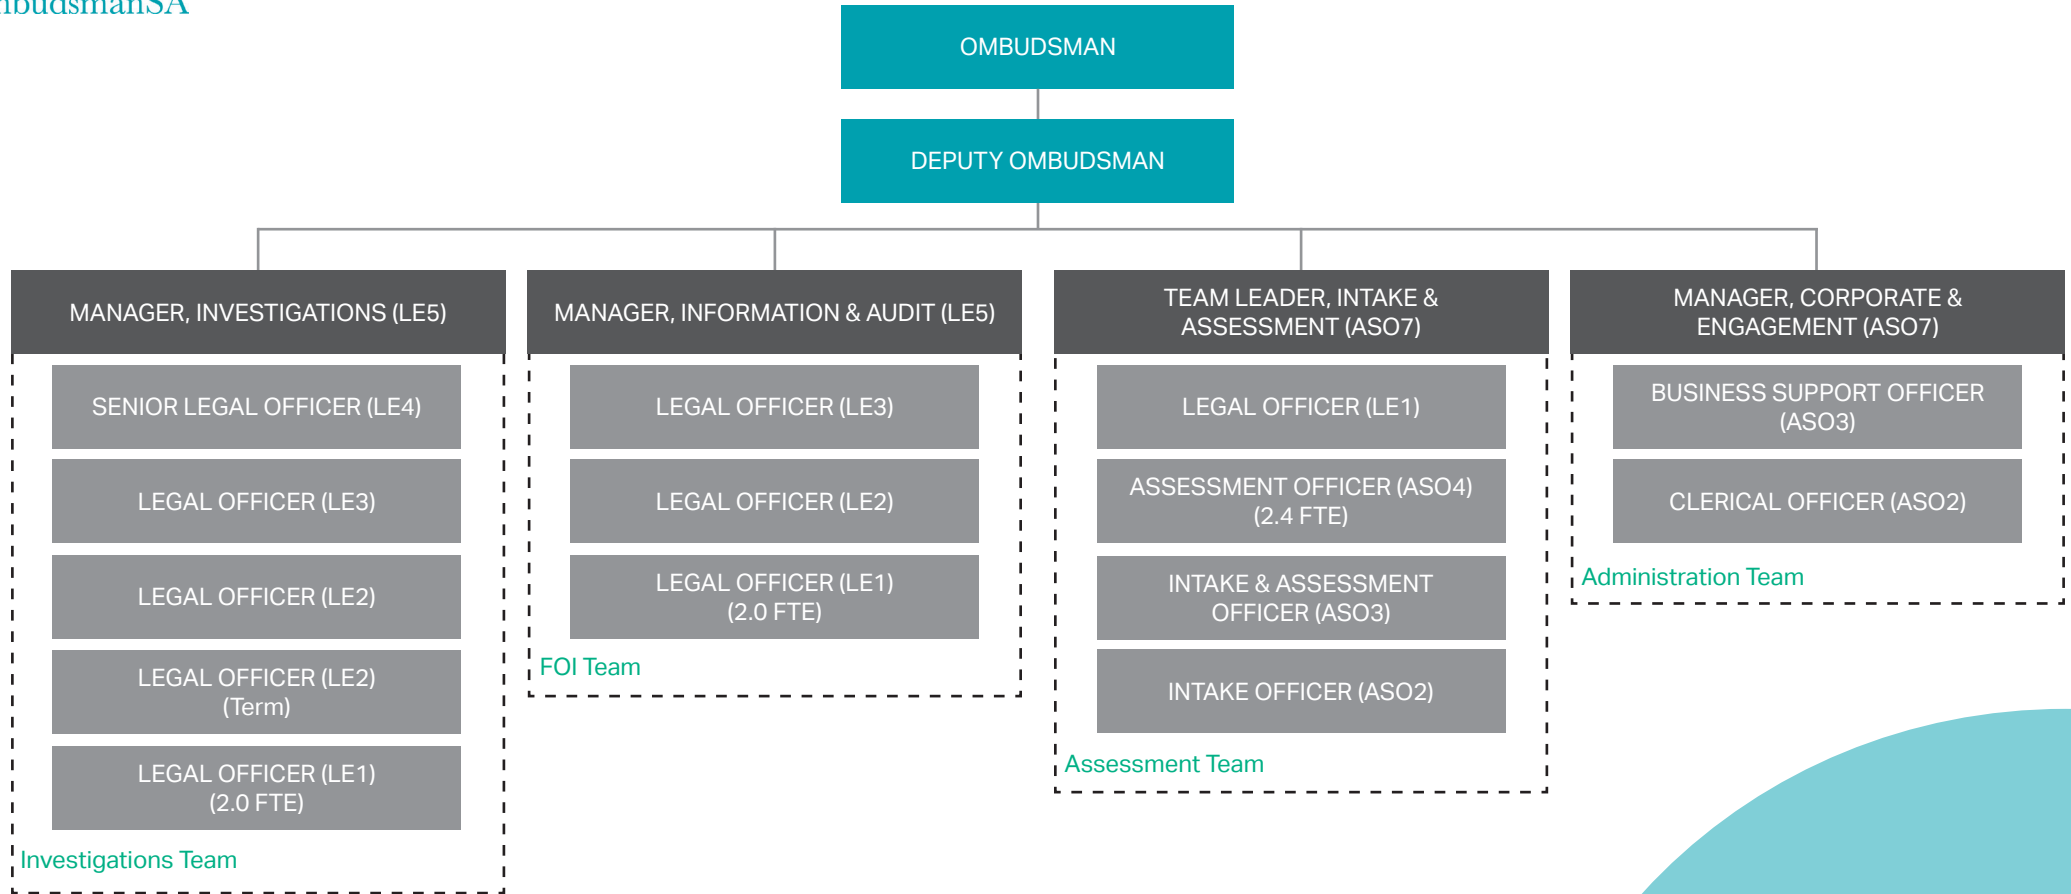 OMBUDSMAN
DEPUTY OMBUDSMAN
MANAGER, INVESTIGATIONS (LE5)
SENIOR LEGAL OFFICER (LE4)
LEGAL OFFICER (LE3)
LEGAL OFFICER (LE2)
LEGAL OFFICER (LE2)
(Term)
LEGAL OFFICER (LE1)
(2.0 FTE)
Investigations Team
MANAGER, INFORMATION & AUDIT (LE5)
LEGAL OFFICER (LE3)
LEGAL OFFICER (LE2)
LEGAL OFFICER (LE1)
(2.0 FTE)
FOI Team
TEAM LEADER, INTAKE &
ASSESSMENT (ASO7)
LEGAL OFFICER (LE1)
ASSESSMENT OFFICER (ASO4)
(2.4 FTE)
INTAKE & ASSESSMENT
OFFICER (ASO3)
INTAKE OFFICER (ASO2)
Assessment Team
MANAGER, CORPORATE &
ENGAGEMENT (ASO7)
BUSINESS SUPPORT OFFICER
(ASO3)
CLERICAL OFFICER (ASO2)
Administration Team